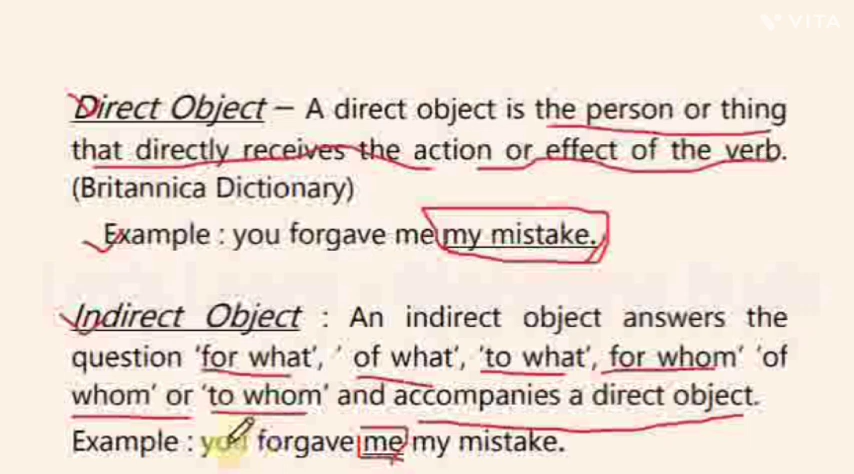 VITA
Direct Object – A direct object is the person or thing
that directly receives the action or effect of the verb.
(Britannica Dictionary)
Example : you forgave me my mistake.
Indirect Object : An indirect object answers the
question ‘for what’, ‘ of what’, ‘to what’, for whom’ ‘of
whom’ or ‘to whom’ and accompanies a direct object.
Example : you forgave me my mistake.